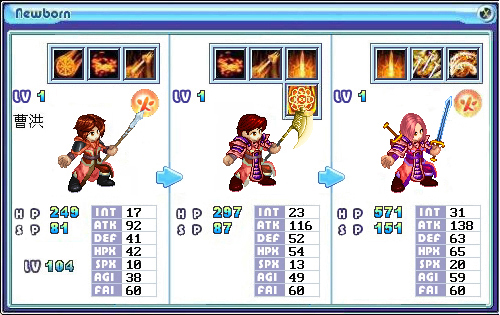 Newborn
LV 1
火
曹洪
HP 249
SP 81
LV 104
INT 17
ATK 92
DEF 41
HPX 42
SPX 10
AGI 38
FAI 60
LV 1
HP 297
SP 87
INT 23
ATK 116
DEF 52
HPX 54
SPX 13
AGI 49
FAI 60
LV 1
火
HP 571
SP 151
INT 31
ATK 138
DEF 63
HPX 65
SPX 20
AGI 59
FAI 60